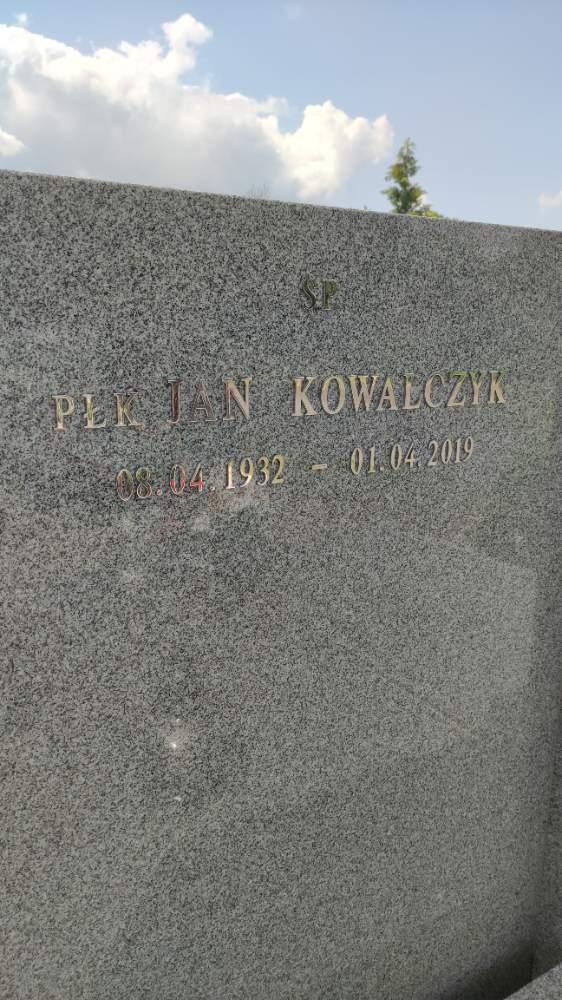 ŚP
PŁK JAN KOWALCZYK
08.04.1932 – 01.04.2019